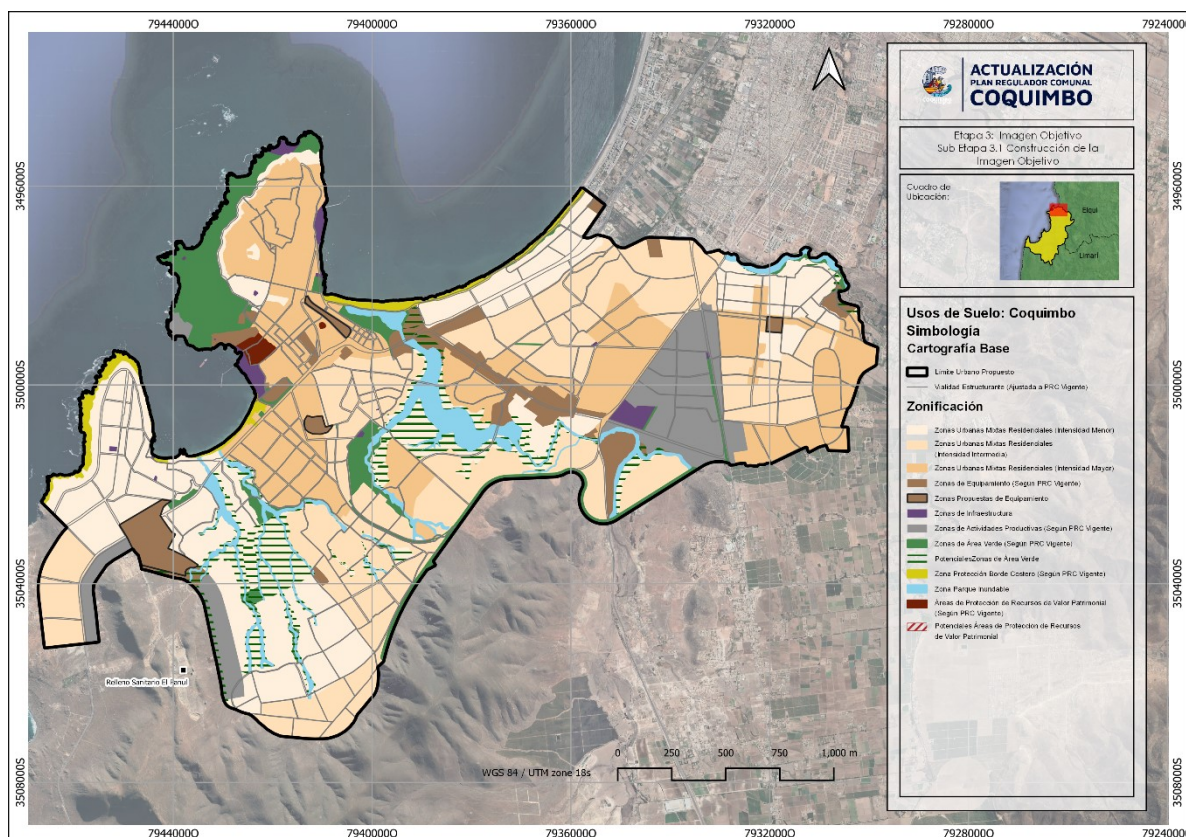 79440000 79400000 79360000 79320000 79280000 79240000
3496000S
3500000S
3504000S
3508000S
ACTUALIZACIÓN
PLAN REGULADOR COMUNAL
COQUIMBO
Etapa 3: Imagen Objetivo
Sub Etapa 3.1 Construcción de la
Imagen Objetivo
Cuadro de
Ubicación:
Elqui
Limarí
Usos de Suelo: Coquimbo
Simbología
Cartografía Base
Límite Urbano Propuesto
Vialidad Estructurante (Ajustada a PRC Vigente)
Zonificación
Zonas Urbanas Mixtas Residenciales (Intensidad Menor)
Zonas Urbanas Mixtas Residenciales
(Intensidad Intermedia)
Zonas Urbanas Mixtas Residenciales (Intensidad Mayor)
Zonas de Equipamiento (Según PRC Vigente)
Zonas Propuestas de Equipamiento
Zonas de Infraestructura
Zonas de Actividades Productivas (Según PRC Vigente)
Zonas de Área Verde (Según PRC Vigente)
PotencialesZonas de Área Verde
Zona Protección Borde Costero (Según PRC Vigente)
Zona Parque Inundable
Áreas de Protección de Recursos de Valor Patrimonial
(Según PRC Vigente)
Potenciales Áreas de Protección de Recursos
de Valor Patrimonial
Relleno Sanitario El Panul
0 250 500 750 1,000 m
WGS 84 / UTM zone 18s
3496000S
3500000S
3504000S
3508000S
79440000 79400000 79360000 79320000 79280000 79240000